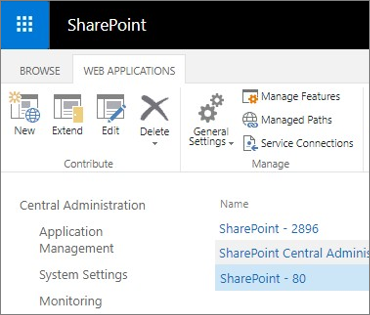 SharePoint
BROWSE WEB APPLICATIONS
New Extend Edit Delete
General Settings
Manage Features
Managed Paths
Service Connections
Contribute Manage
Central Administration
Application
Management
System Settings
Monitoring
Name
SharePoint - 2896
SharePoint Central Adminis
SharePoint - 80